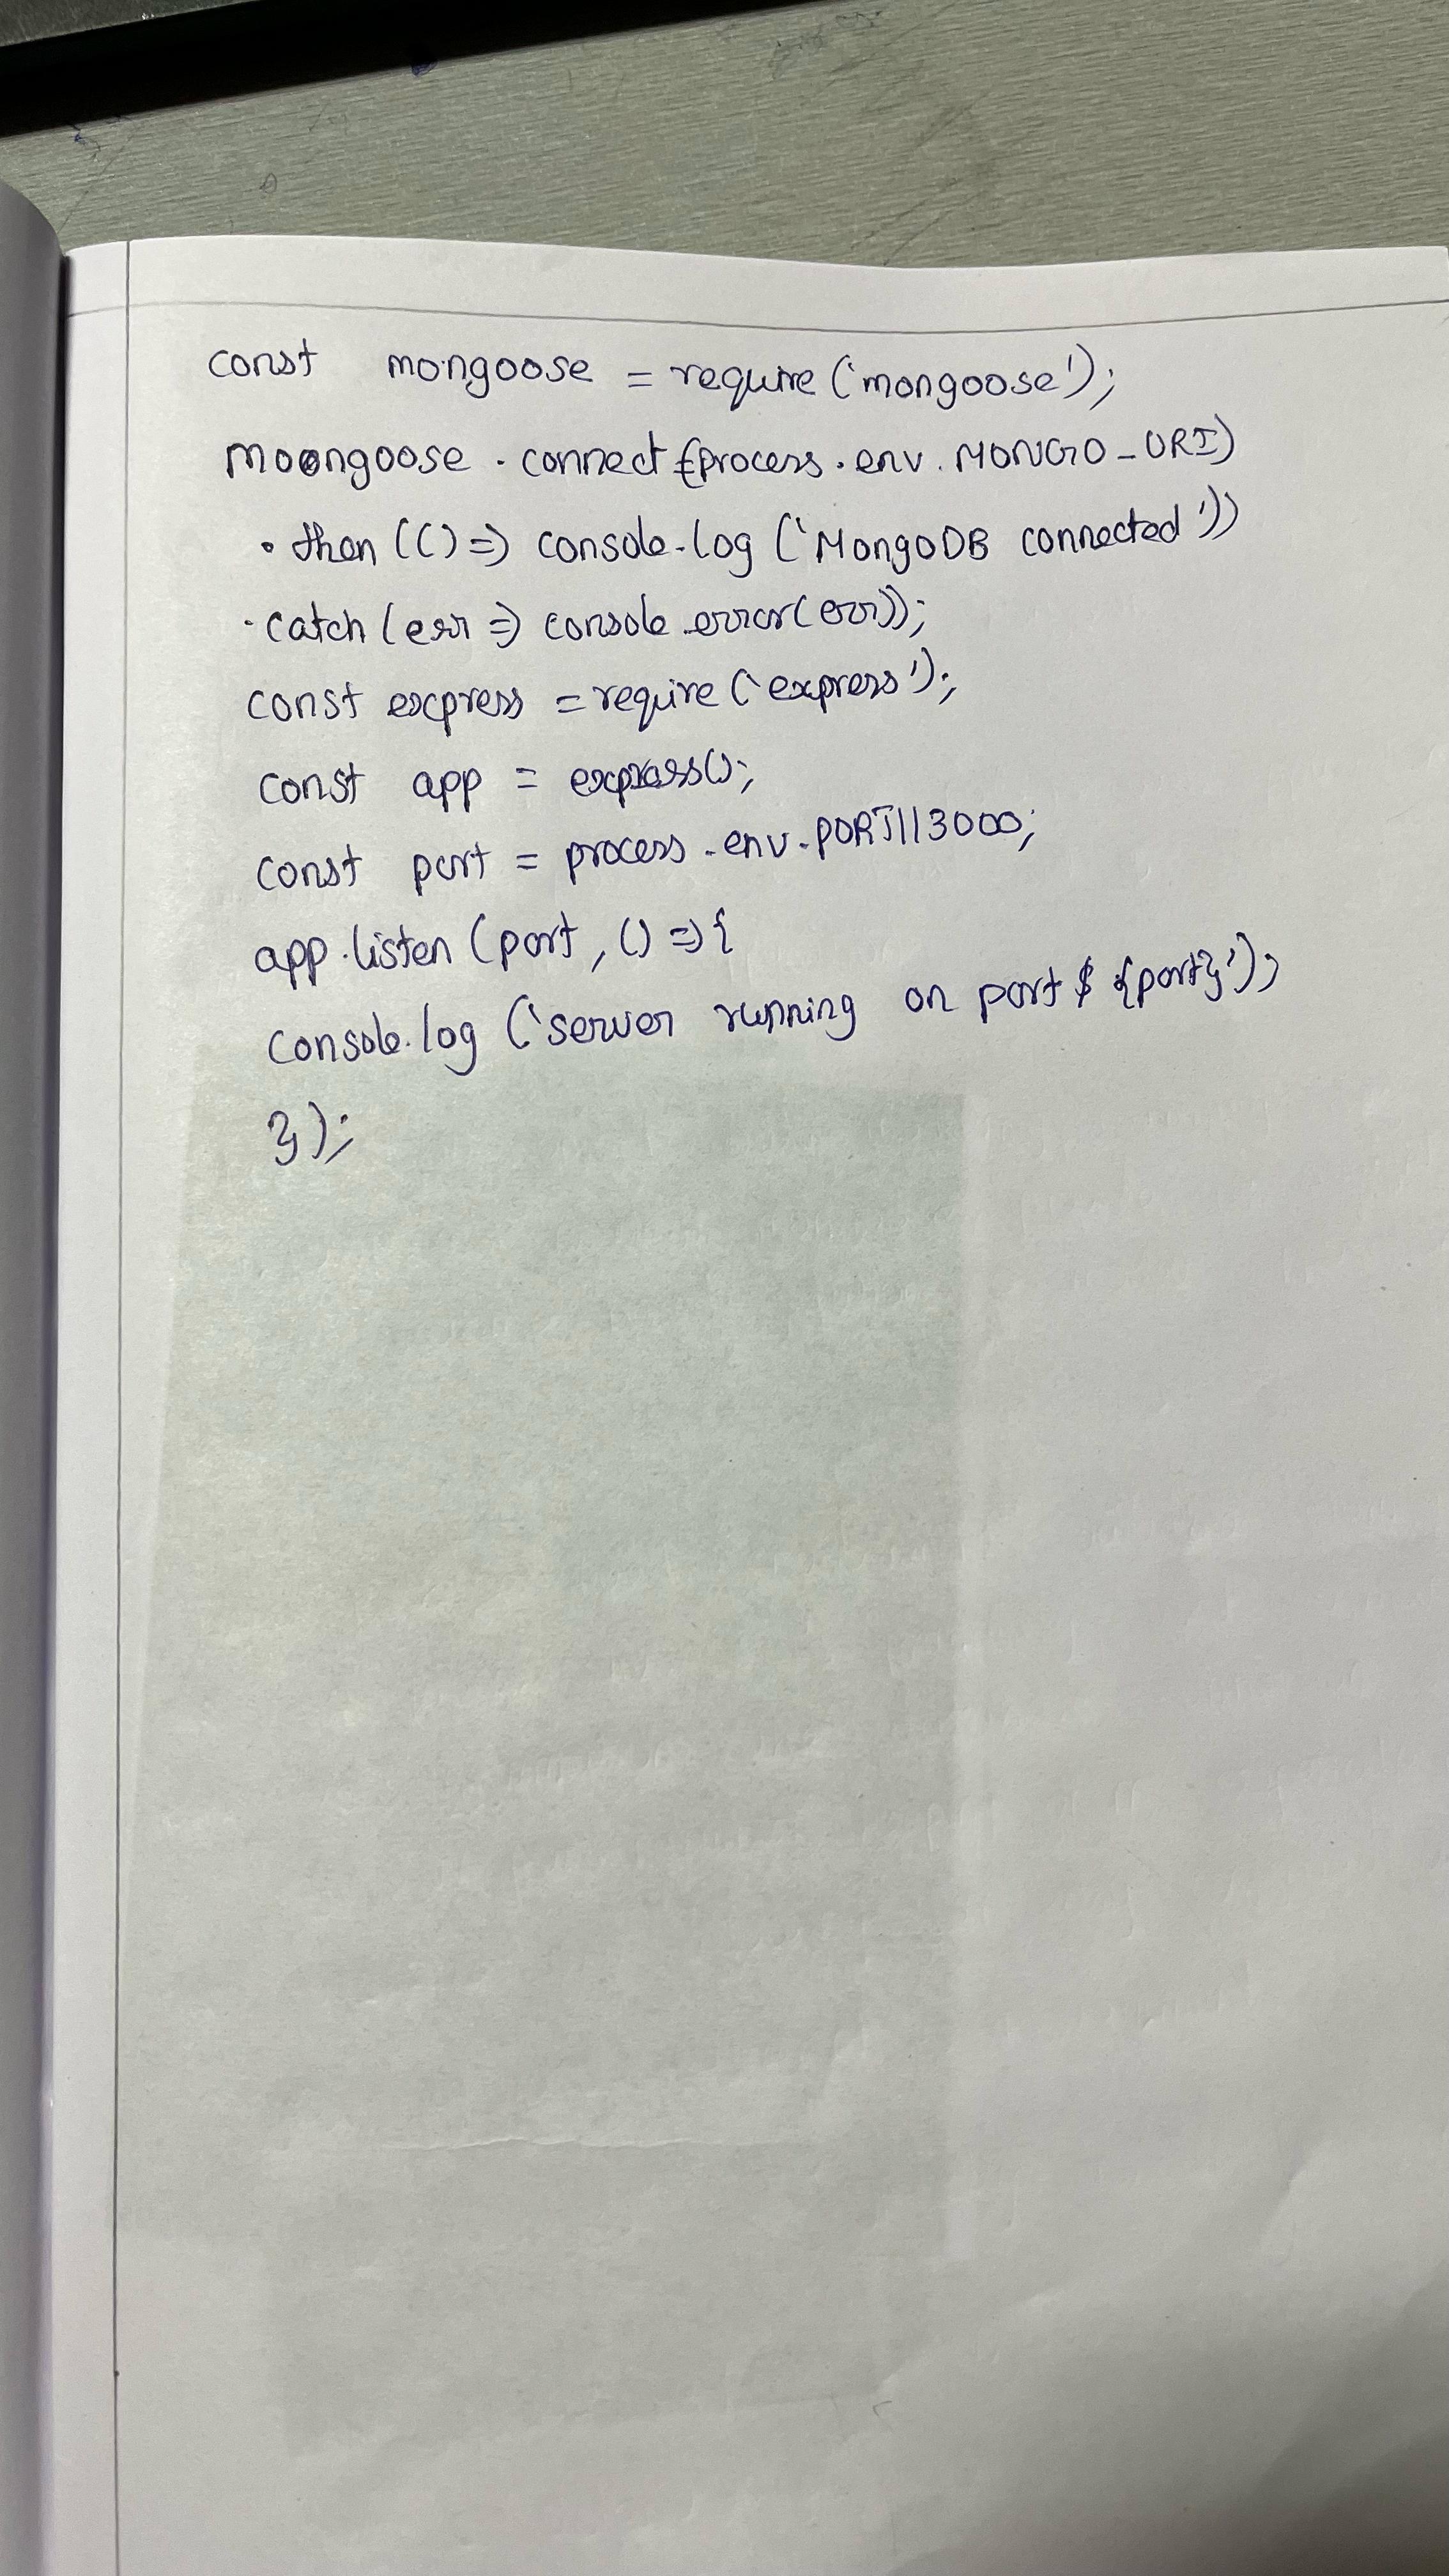 const mongoose = require('mongoose');
moongoose.connect(process.env.MONGO_URI)
.then(() => console.log('MongoDB connected'))
.catch(err => console.error(err));
const express = require('express');
const app = express();
const port = process.env.PORT||3000;
app.listen(port, () => {
console.log('server running on port ${port}');
});